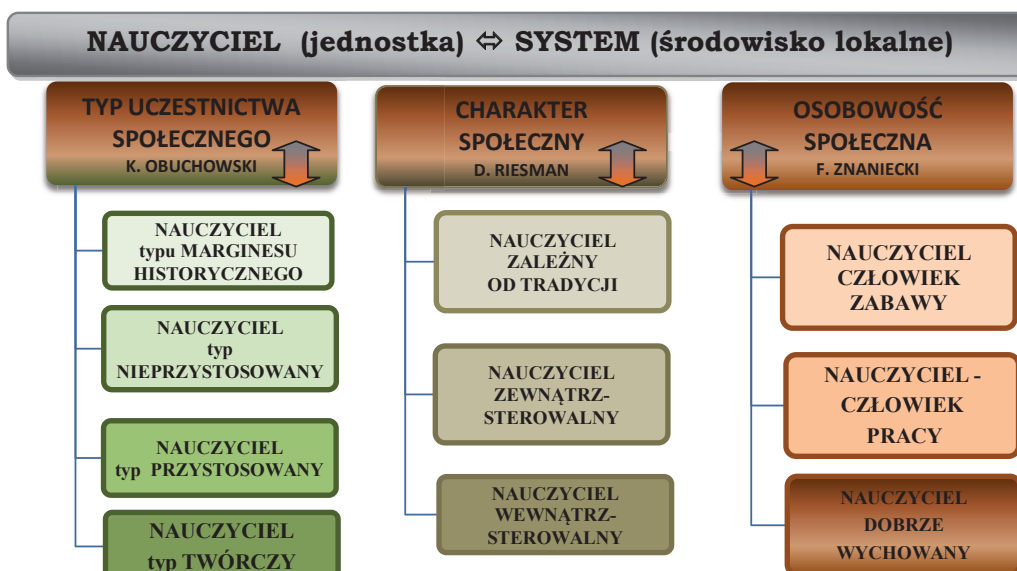 NAUCZYCIEL (jednostka) ⇔ SYSTEM (środowisko lokalne)
TYP UCZESTNICTWA
SPOŁECZNEGO
K. OBUCHOWSKI
NAUCZYCIEL
typu MARGINESU
HISTORYCZNEGO
NAUCZYCIEL
typ
NIEPRZYSTOSOWANY
NAUCZYCIEL
typ PRZYSTOSOWANY
NAUCZYCIEL
typ TWÓRCZY
CHARAKTER
SPOŁECZNY
D. RIESMAN
NAUCZYCIEL
ZALEŻNY
OD TRADYCJI
NAUCZYCIEL
ZEWNĄTRZ-
STEROWALNY
NAUCZYCIEL
WEWNĄTRZ-
STEROWALNY
OSOBOWOŚĆ
SPOŁECZNA
F. ZNANIECKI
NAUCZYCIEL
CZŁOWIEK
ZABAWY
NAUCZYCIEL -
CZŁOWIEK
PRACY
NAUCZYCIEL
DOBRZE
WYCHOWANY